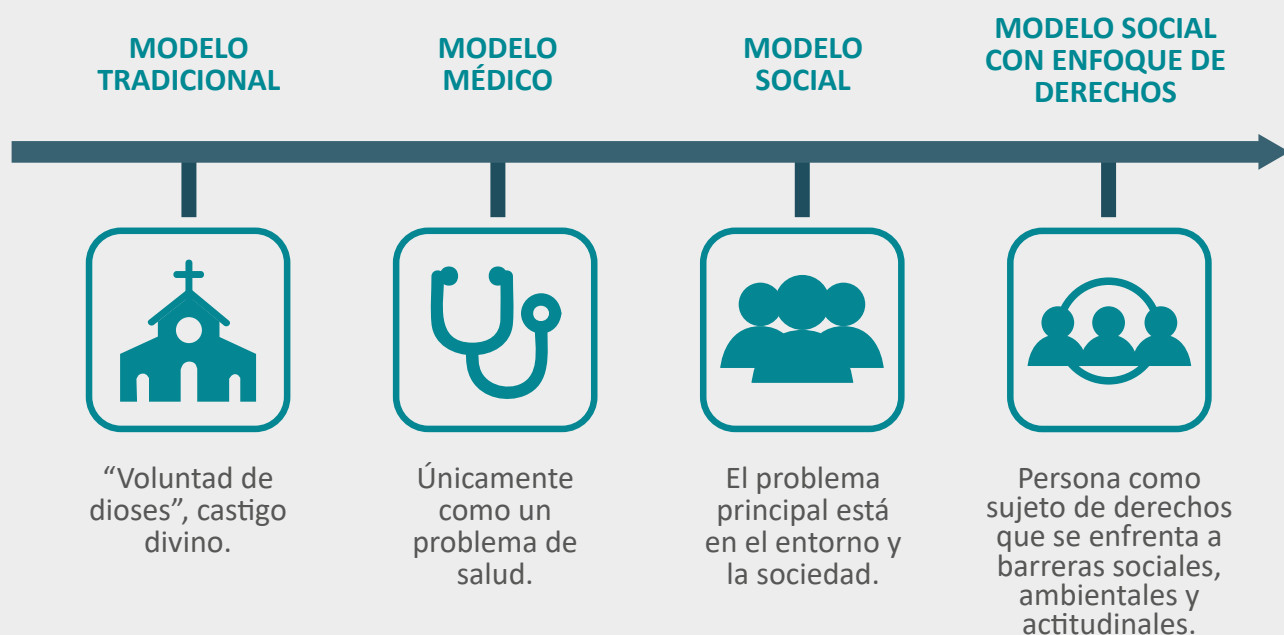 MODELO
TRADICIONAL
MODELO
MÉDICO
MODELO
SOCIAL
MODELO SOCIAL
CON ENFOQUE DE
DERECHOS
“Voluntad de
dioses”, castigo
divino.
Únicamente
como un
problema de
salud.
El problema
principal está
en el entorno y
la sociedad.
Persona como
sujeto de derechos
que se enfrenta a
barreras sociales,
ambientales y
actitudinales.